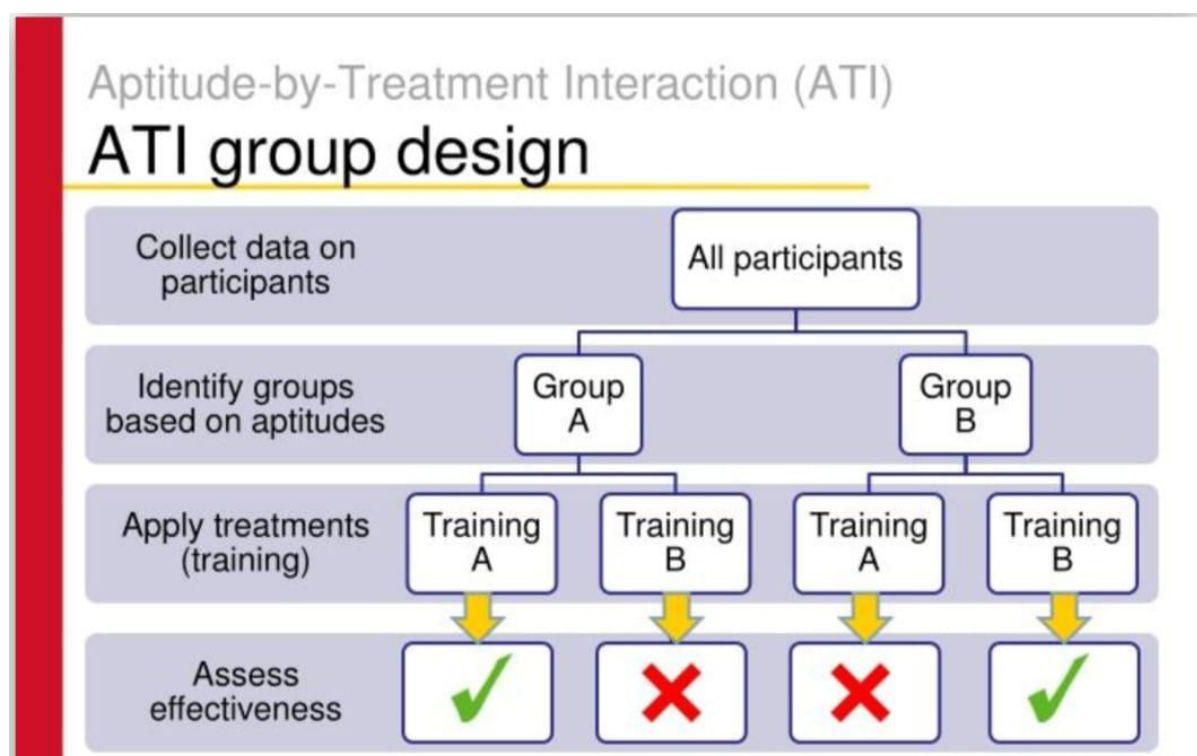 Aptitude-by-Treatment Interaction (ATI)
ATI group design
Collect data on
participants
All participants
Identify groups
based on aptitudes
Group
A
Group
B
Apply treatments
(training)
Training
A
Training
B
Training
A
Training
B
Assess
effectiveness